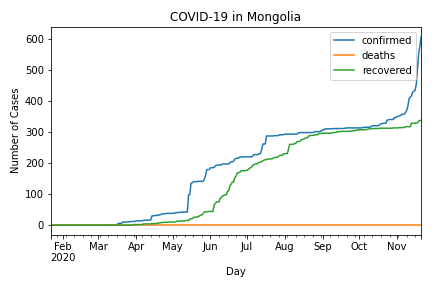 COVID-19 in Mongolia
confirmed
deaths
recovered
Number of Cases
600
500
400
300
200
100
0
Feb Mar Apr May Jun Jul Aug Sep Oct Nov
2020
Day